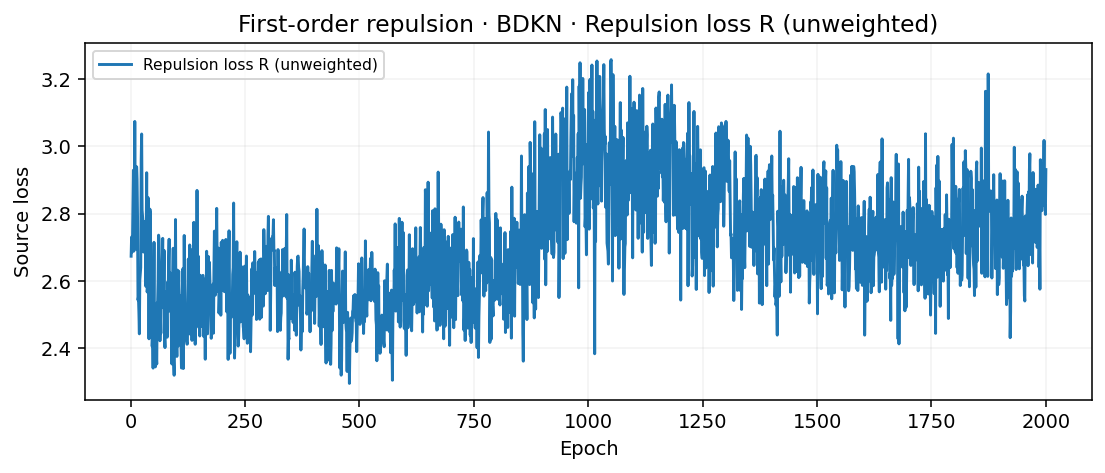 First-order repulsion · BDKN · Repulsion loss R (unweighted)
Repulsion loss R (unweighted)
Source loss
3.2
3.0
2.8
2.6
2.4
0 250 500 750 1000 1250 1500 1750 2000
Epoch